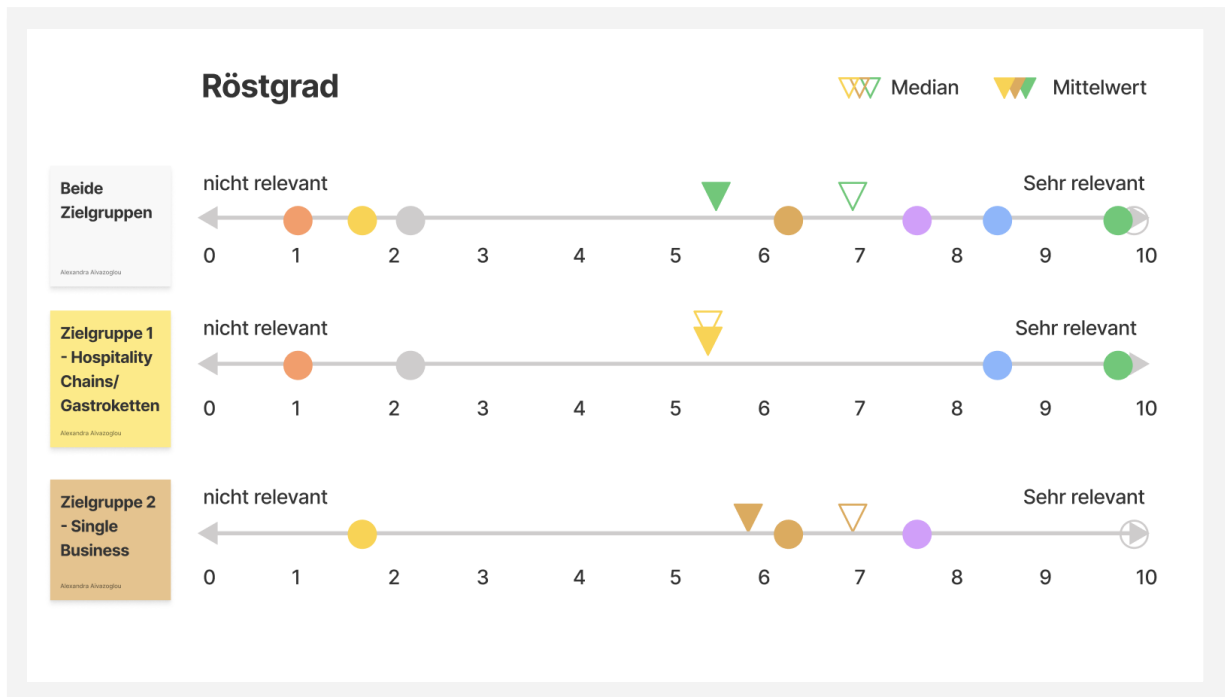 Röstgrad
Median
Mittelwert
Beide
Zielgruppen
Alexandra Aivazoglou
nicht relevant
Sehr relevant
0 1 2 3 4 5 6 7 8 9 10
Zielgruppe 1
- Hospitality
Chains/
Gastroketten
Alexandra Aivazoglou
nicht relevant
Sehr relevant
0 1 2 3 4 5 6 7 8 9 10
Zielgruppe 2
- Single
Business
Alexandra Aivazoglou
nicht relevant
Sehr relevant
0 1 2 3 4 5 6 7 8 9 10